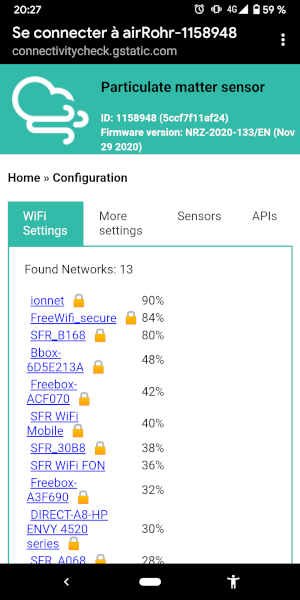 20:27
4G
59 %
Se connecter à airRohr-1158948
connectivitycheck.gstatic.com
Particulate matter sensor
ID: 1158948 (5ccf7f11af24)
Firmware version: NRZ-2020-133/EN (Nov
29 2020)
Home » Configuration
WiFi
Settings
More
settings
Sensors
APIs
Found Networks: 13
ionnet 90%
FreeWifi_secure 84%
SFR_B168 80%
Bbox-
6D5E213A 48%
Freebox-
ACF070 42%
SFR WiFi
Mobile 40%
SFR_30B8 38%
SFR WiFi FON 36%
Freebox-
A3F690 32%
DIRECT-A8-HP
ENVY 4520
series 30%
SFR_A068 28%